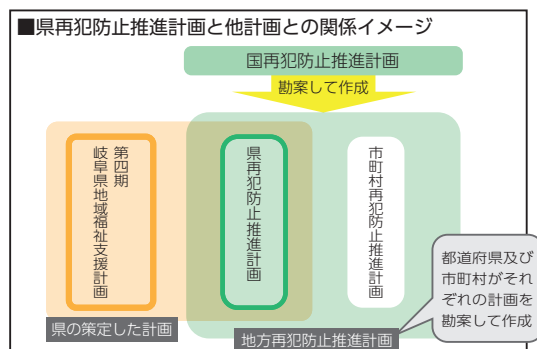 ■県再犯防止推進計画と他計画との関係イメージ
国再犯防止推進計画
勘案して作成
第四期
岐阜県地域福祉支援計画
県再犯防止推進計画
市町村再犯防止推進計画
都道府県及び
市町村がそれ
ぞれの計画を
勘案して作成
県の策定した計画
地方再犯防止推進計画